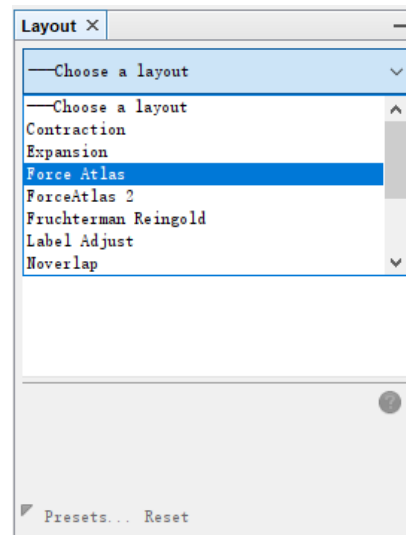 Layout ×
——Choose a layout
——Choose a layout
Contraction
Expansion
Force Atlas
ForceAtlas 2
Fruchterman Reingold
Label Adjust
Noverlap
?
Presets... Reset